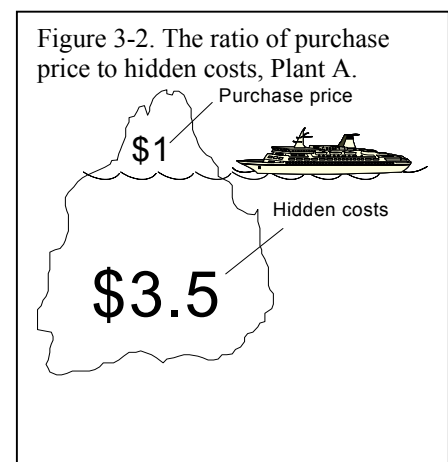 Figure 3-2. The ratio of purchase
price to hidden costs, Plant A.
Purchase price
$1
Hidden costs
$3.5